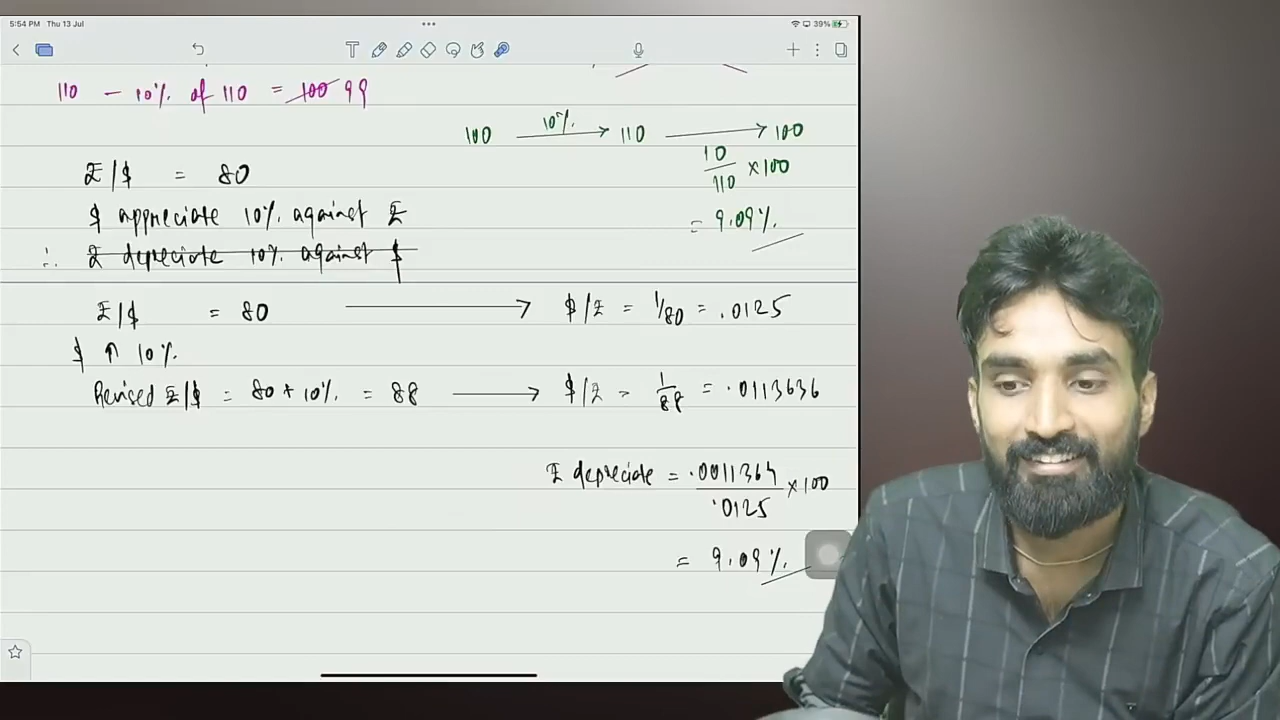 5:54 PM Thu 13 Jul
39%
110 - 10% of 110 = 100 99
100 10% 110 100
10/110 ×100
= 9.09%
₹/$ = 80
$ appreciate 10% against ₹
∴ ₹ depreciate 10% against $
₹/$ = 80 → $/₹ = 1/80 = .0125
$ ↑ 10%
Revised ₹/$ = 80 + 10% = 88 → $/₹ = 1/88 = .0113636
₹ depreciate = .0011364/.0125 ×100
= 9.09%